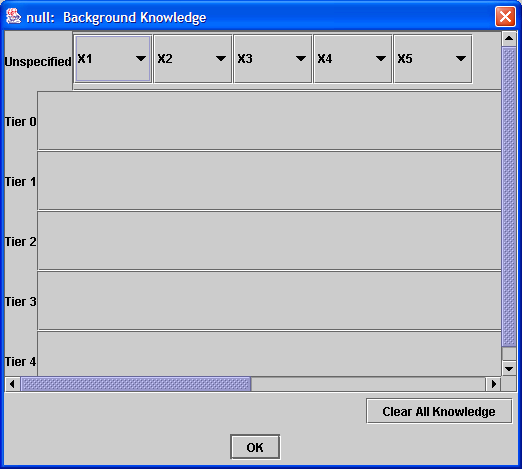 null: Background Knowledge
Unspecified X1 X2 X3 X4 X5
Tier 0
Tier 1
Tier 2
Tier 3
Tier 4
Clear All Knowledge
OK